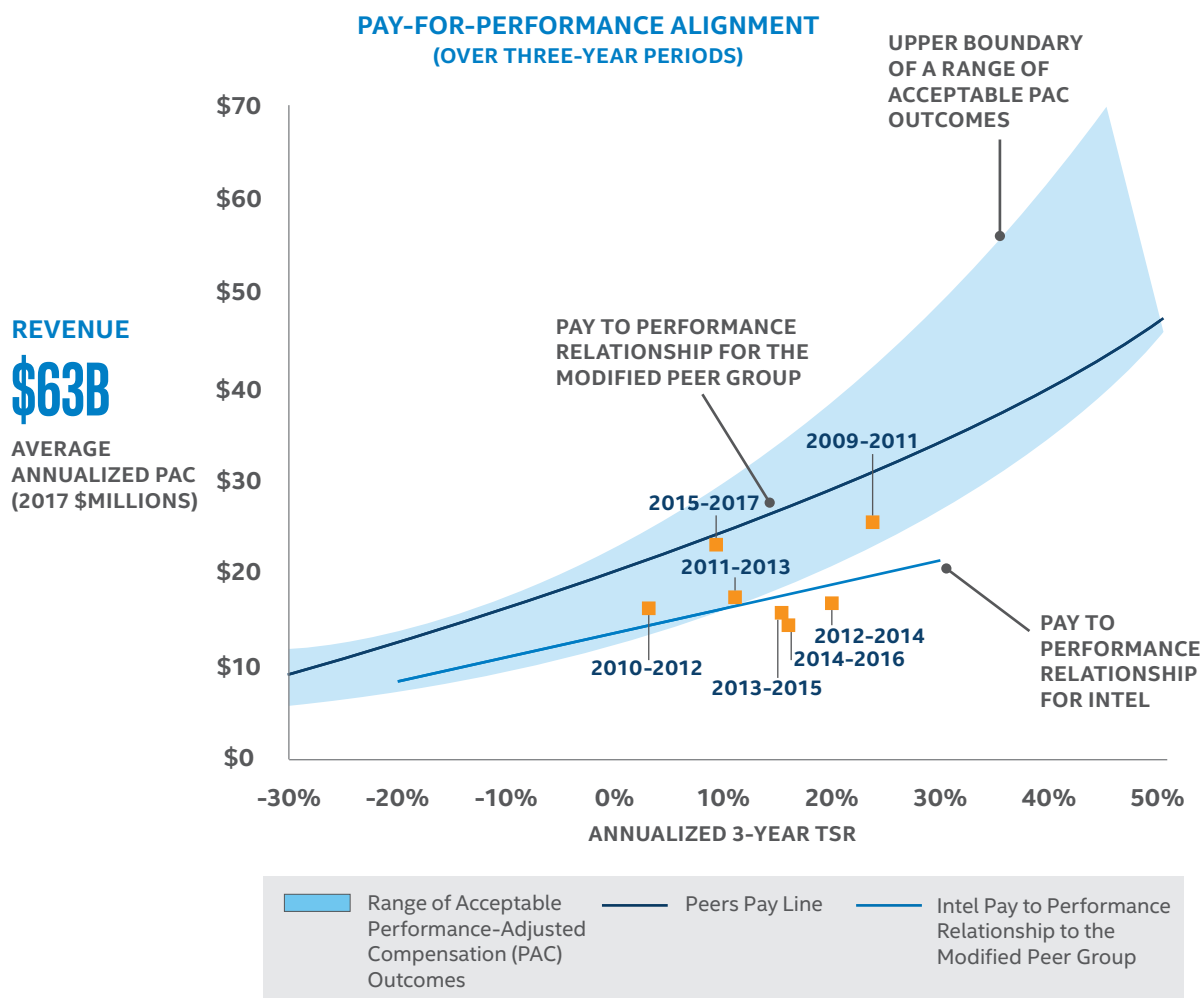 PAY-FOR-PERFORMANCE ALIGNMENT
(OVER THREE-YEAR PERIODS)
UPPER BOUNDARY
OF A RANGE OF
ACCEPTABLE PAC
OUTCOMES
REVENUE
$63B
AVERAGE
ANNUALIZED PAC
(2017 $MILLIONS)
$70
$60
$50
$40
$30
$20
$10
$0
PAY TO PERFORMANCE
RELATIONSHIP FOR THE
MODIFIED PEER GROUP
2009-2011
2015-2017
2011-2013
2010-2012
2012-2014
2014-2016
2013-2015
PAY TO
PERFORMANCE
RELATIONSHIP
FOR INTEL
-30% -20% -10% 0% 10% 20% 30% 40% 50%
ANNUALIZED 3-YEAR TSR
Range of Acceptable
Performance-Adjusted
Compensation (PAC)
Outcomes
Peers Pay Line
Intel Pay to Performance
Relationship to the
Modified Peer Group